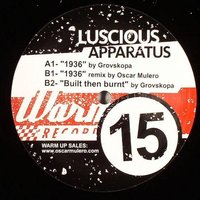 LUSCIOUS
APPARATUS
A1- "1936" by Grovskopa
B1- "1936" remix by Oscar Mulero
B2- "Built then burnt" by Grovskopa
Warm
RECOR
15
WARM UP SALES:
www.oscarmulero.com